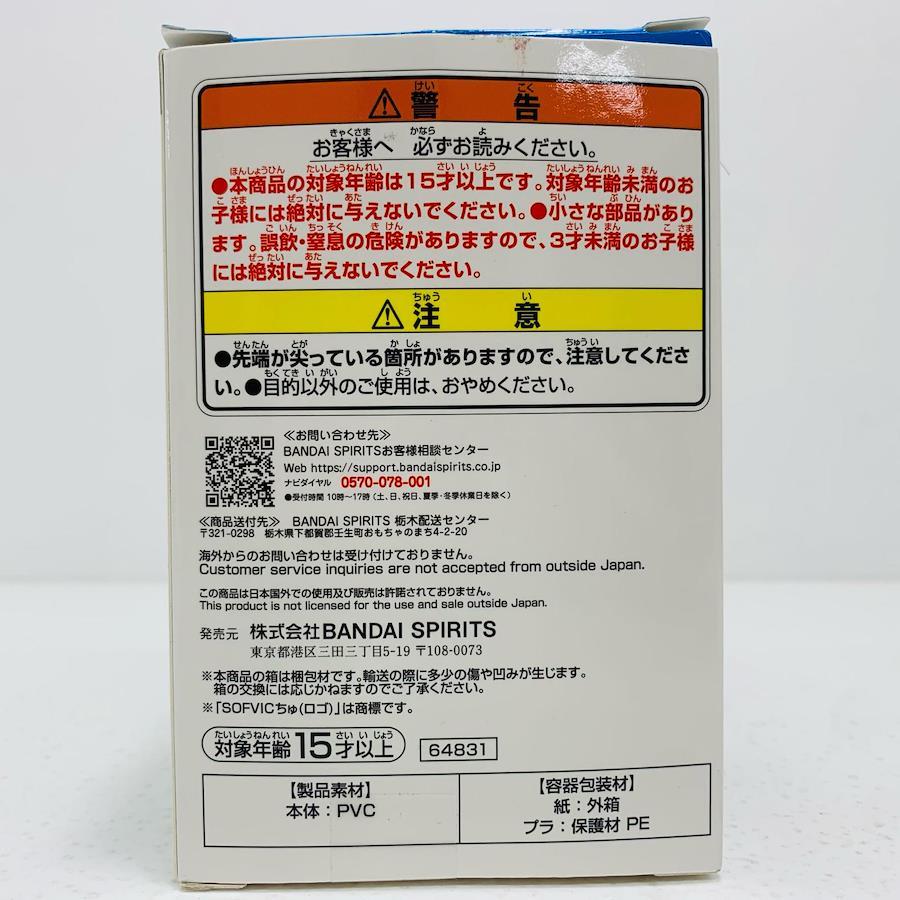 ⚠警告
お客様へ 必ずお読みください。
●本商品の対象年齢は15才以上です。対象年齢未満のお
子様には絶対に与えないでください。●小さな部品があり
ます。誤飲・窒息の危険がありますので、3才未満のお子様
には絶対に与えないでください。
⚠注意
●先端が尖っている箇所がありますので、注意してくださ
い。●目的以外のご使用は、おやめください。
≪お問い合わせ先≫
BANDAI SPIRITSお客様相談センター
Web https://support.bandaispirits.co.jp
ナビダイヤル 0570-078-001
●受付時間 10時〜17時(土、日、祝日、夏季・冬季休業日を除く)
≪商品送付先≫ BANDAI SPIRITS 栃木配送センター
〒321-0298 栃木県下都賀郡壬生町おもちゃのまち4-2-20
海外からのお問い合わせは受け付けておりません。
Customer service inquiries are not accepted from outside Japan.
この商品は日本国外での使用及び販売は許諾されておりません。
This product is not licensed for the use and sale outside Japan.
発売元 株式会社BANDAI SPIRITS
東京都港区三田三丁目5-19 〒108-0073
※本商品の箱は梱包材です。輸送の際に多少の傷や凹みが生じます。
箱の交換には応じかねますのでご了承ください。
※「SOFVICちゅ(ロゴ)」は商標です。
対象年齢15才以上 64831
【製品素材】
本体:PVC
【容器包装材】
紙:外箱
プラ:保護材 PE